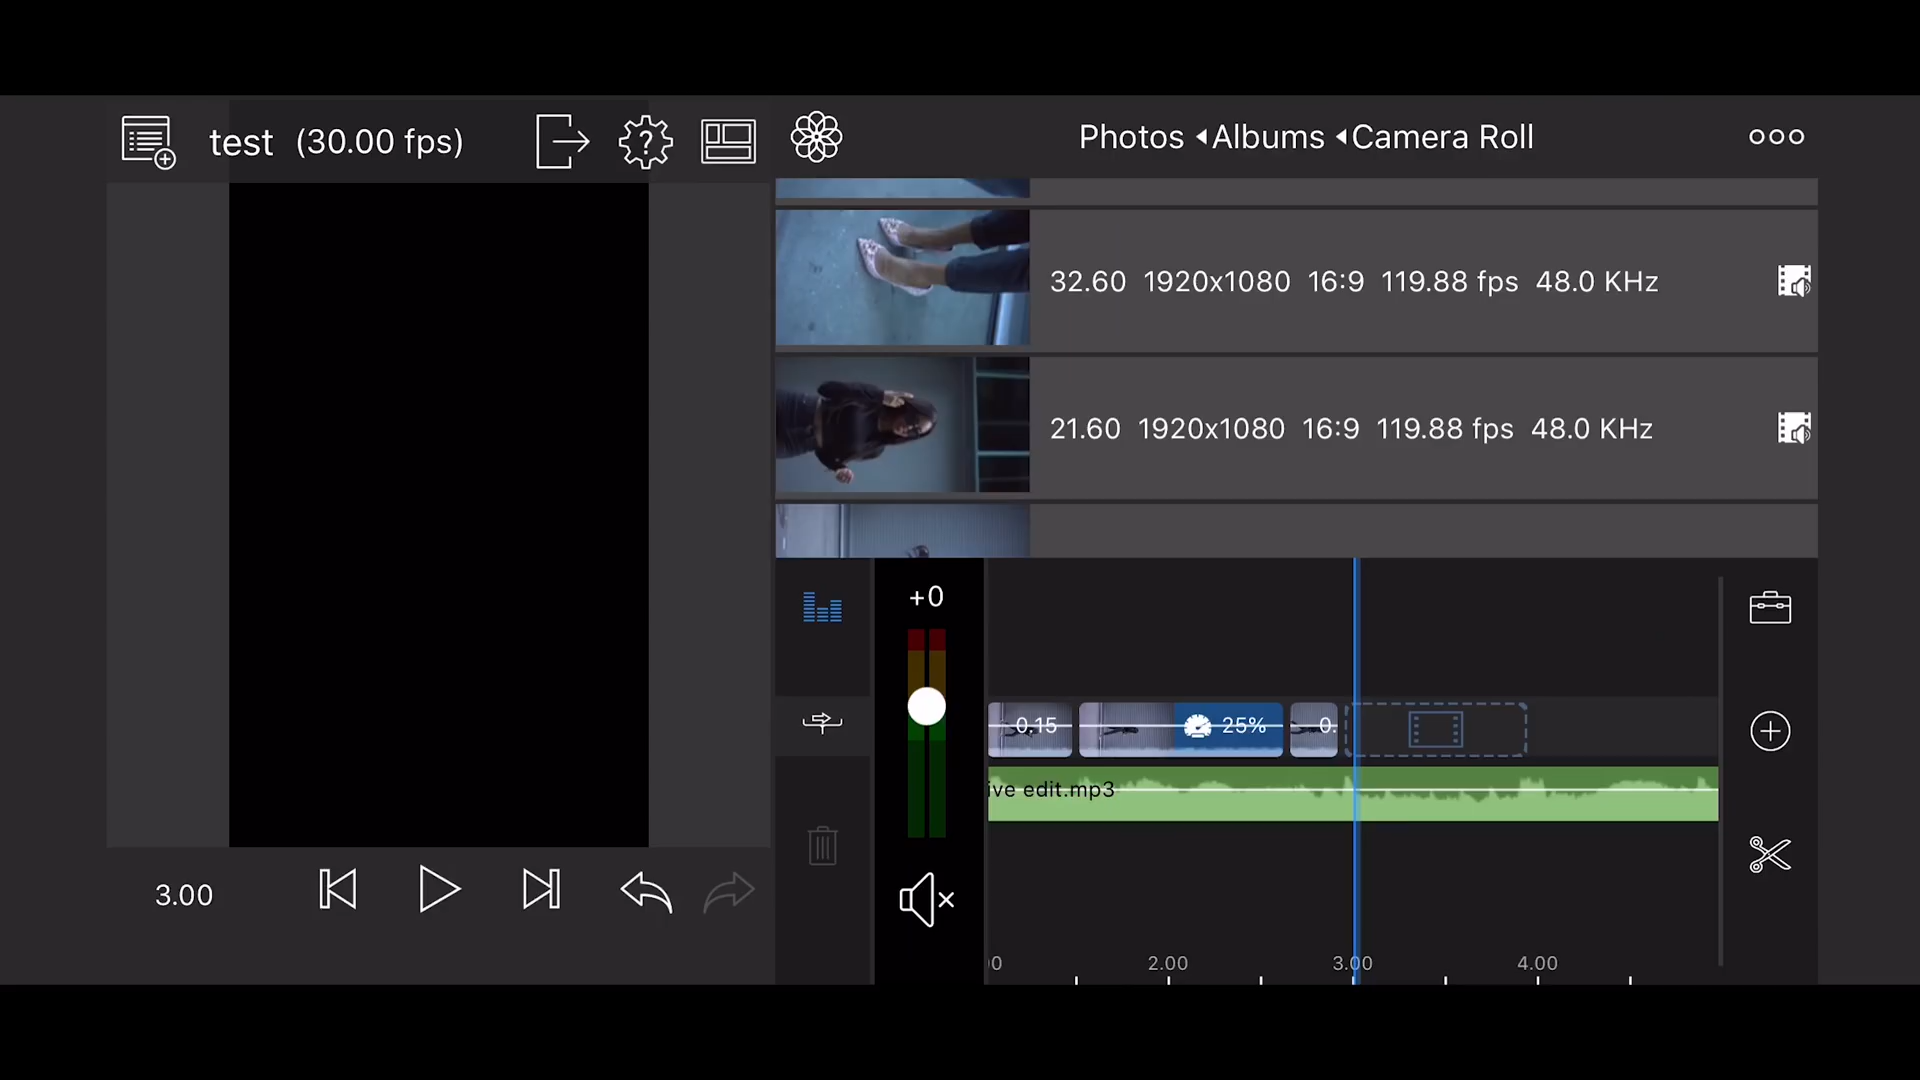 test (30.00 fps)
Photos Albums Camera Roll
32.60 1920x1080 16:9 119.88 fps 48.0 KHz
21.60 1920x1080 16:9 119.88 fps 48.0 KHz
+0
0.15
25%
0.
ive edit.mp3
3.00
00
2.00
3.00
4.00